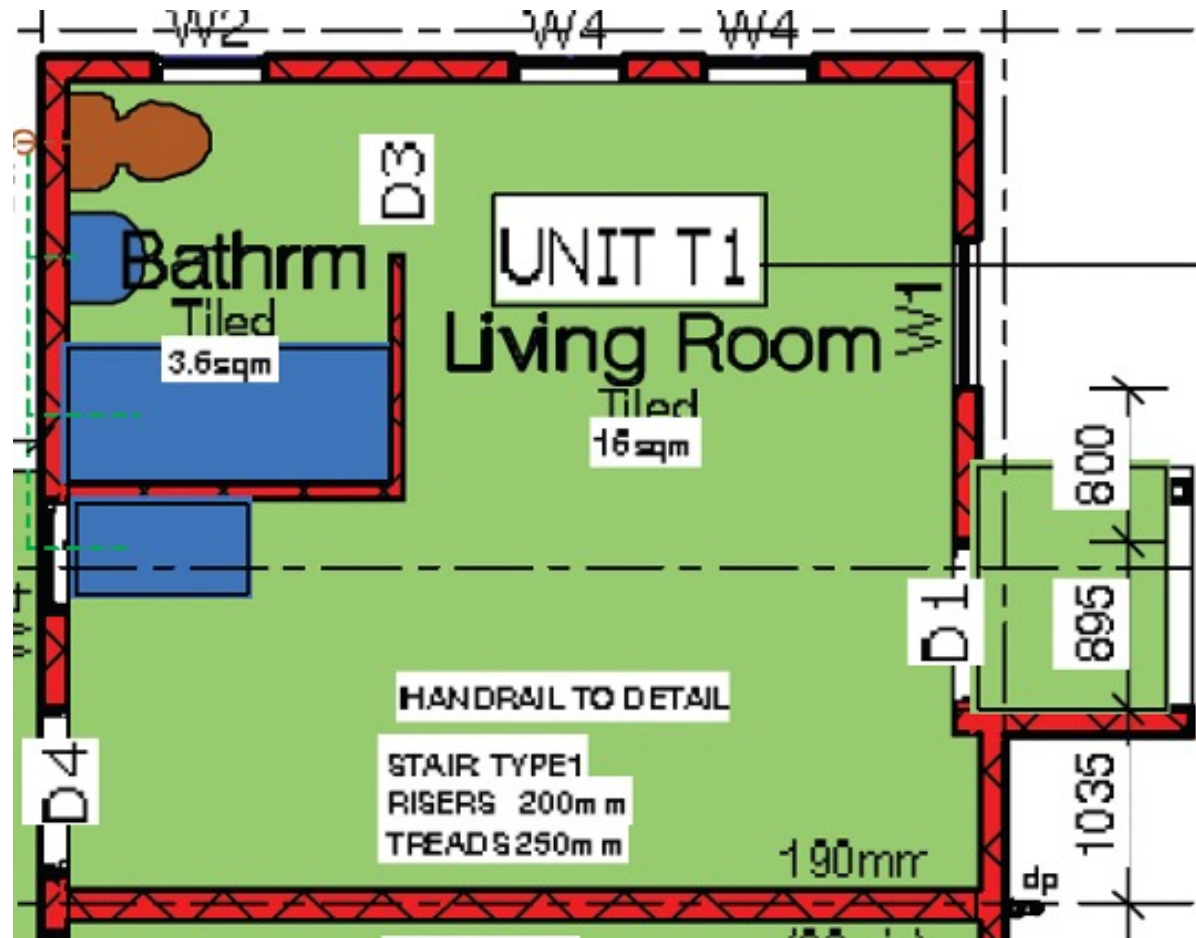 W2 W4 W4
D3
UNIT T1
Bathrm
Tiled
3.6sqm
Living Room
Tiled
16sqm
W1
800
895
D1
W4
HANDRAIL TO DETAIL
STAIR TYPE1
RISERS 200mm
TREADS 250mm
D4
190mm
1035
dp